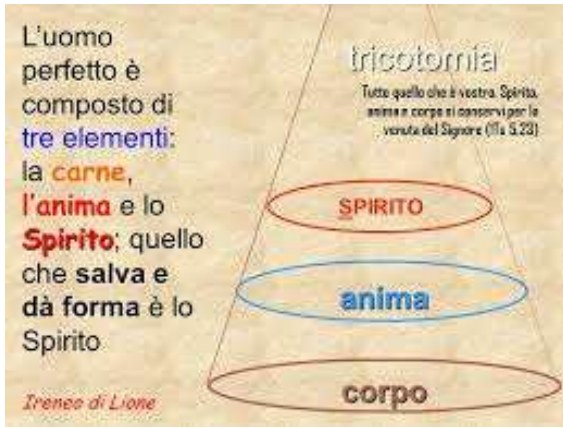 L'uomo
perfetto è
composto di
tre elementi:
la carne,
l'anima e lo
Spirito; quello
che salva e
dà forma è lo
Spirito
Ireneo di Lione
tricotomia
Tutto quello che è vostro. Spirito,
anima e corpo si conservi per la
venuta del Signore (1Ts 5,23)
SPIRITO
anima
corpo